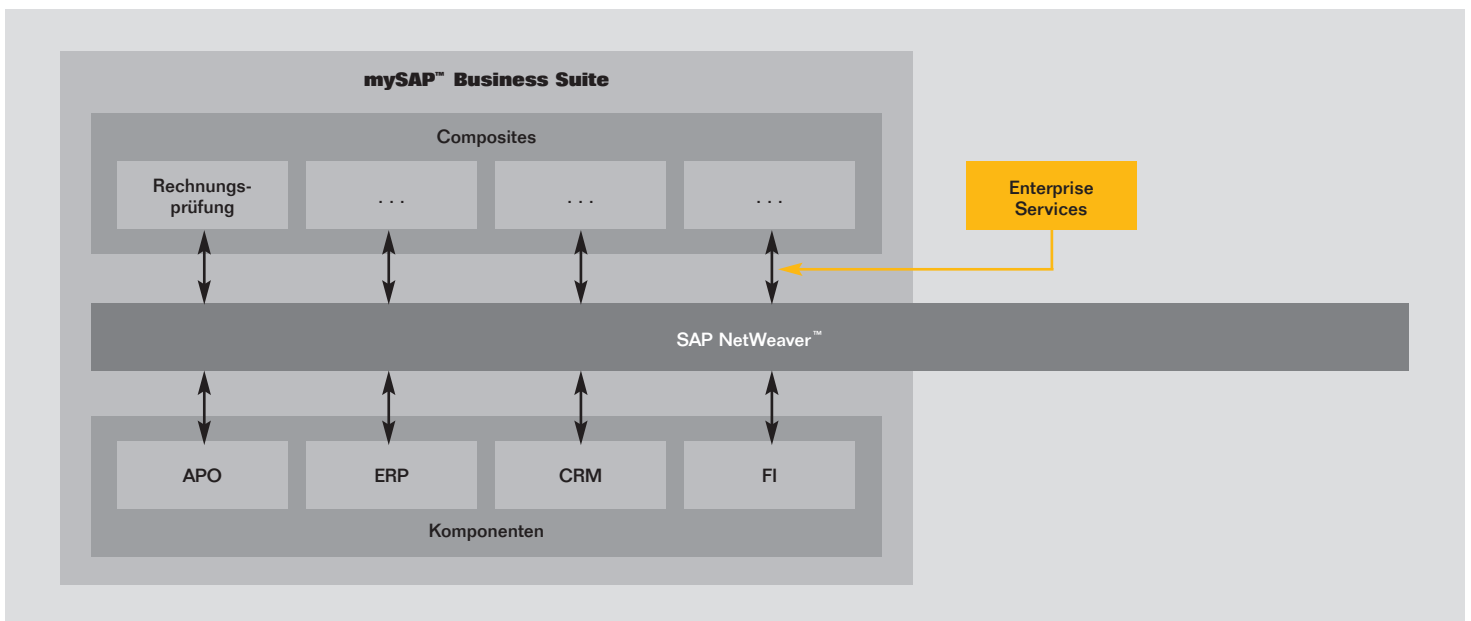 mySAP™ Business Suite
Composites
Rechnungs-
prüfung
. . .
. . .
. . .
Enterprise
Services
SAP NetWeaver™
APO
ERP
CRM
FI
Komponenten